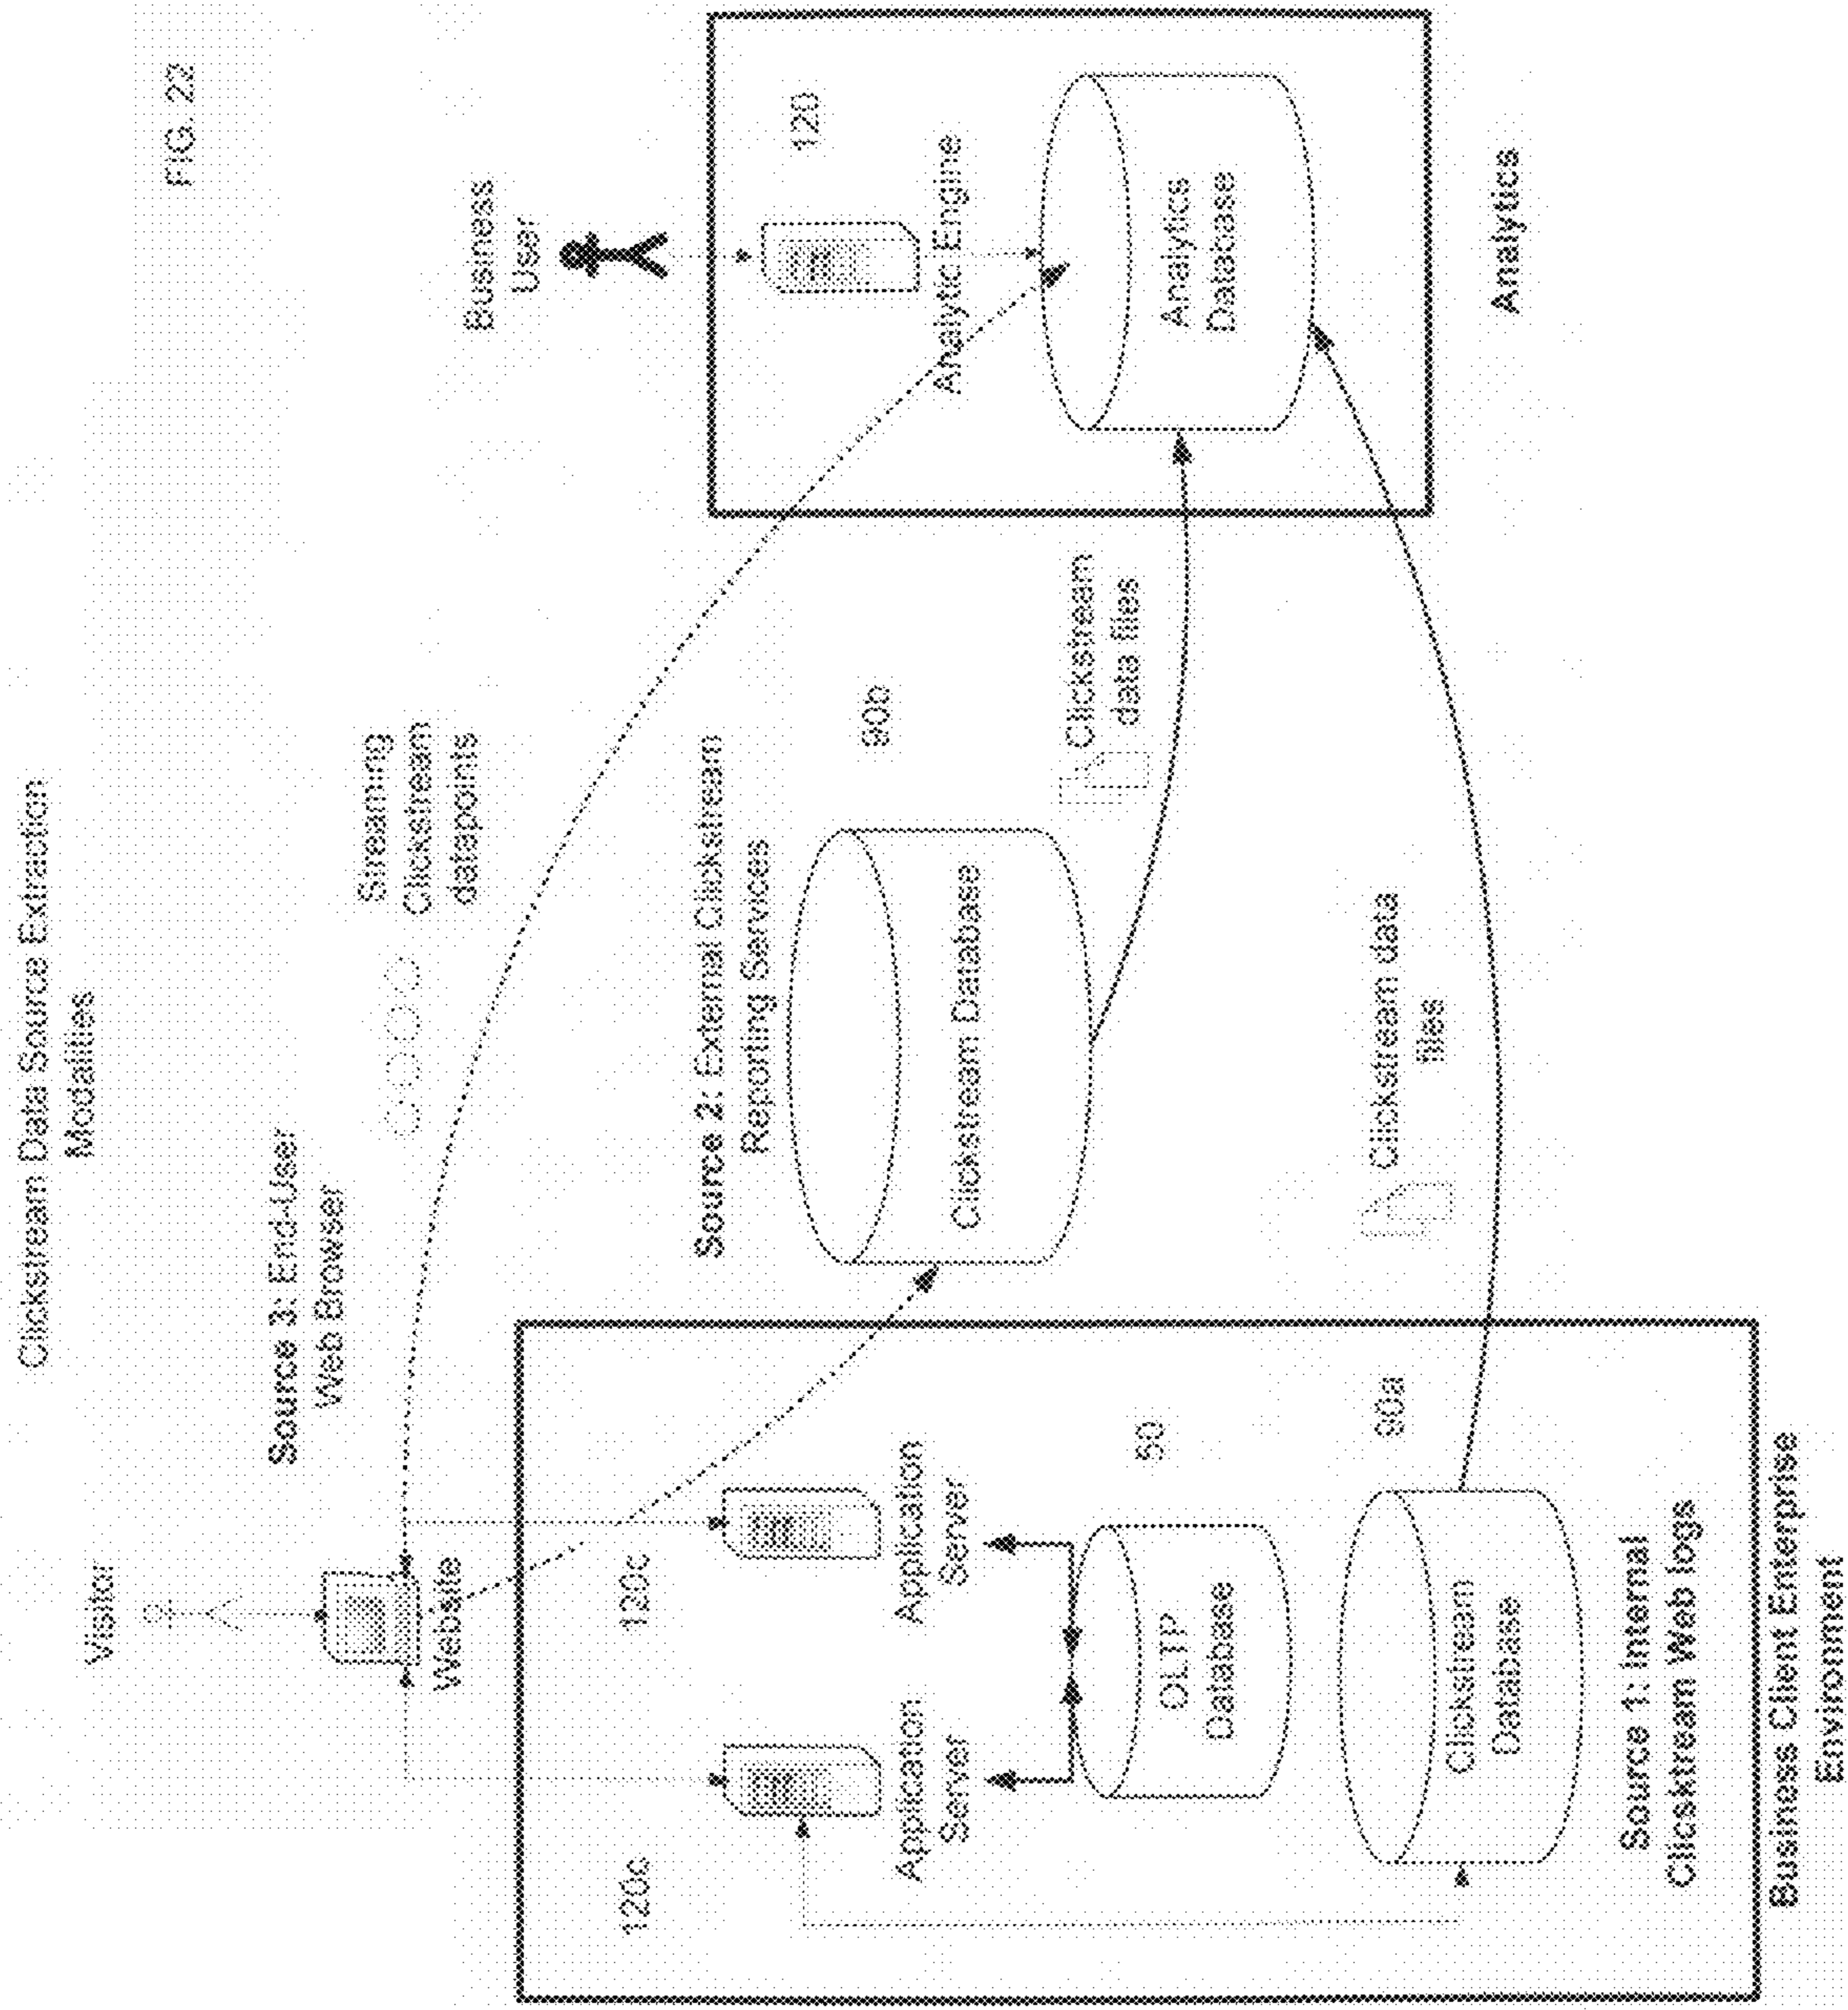 Clickstream Data Source Extraction
Modalities
FIG. 22
Visitor
Source 3: End-User
Web Browser
Streaming
Clickstream
datapoints
Website
Business
User
120c
120c
Application
Server
Application
Server
50
OLTP
Database
90a
Clickstream
Database
Source 1: Internal
Clicstream Web logs
Business Client Enterprise
Environment
Source 2: External Clickstream
Reporting Services
90b
Clickstream Database
Clickstream
data files
Clickstream data
files
120
Analytic Engine
Analytics
Database
Analytics